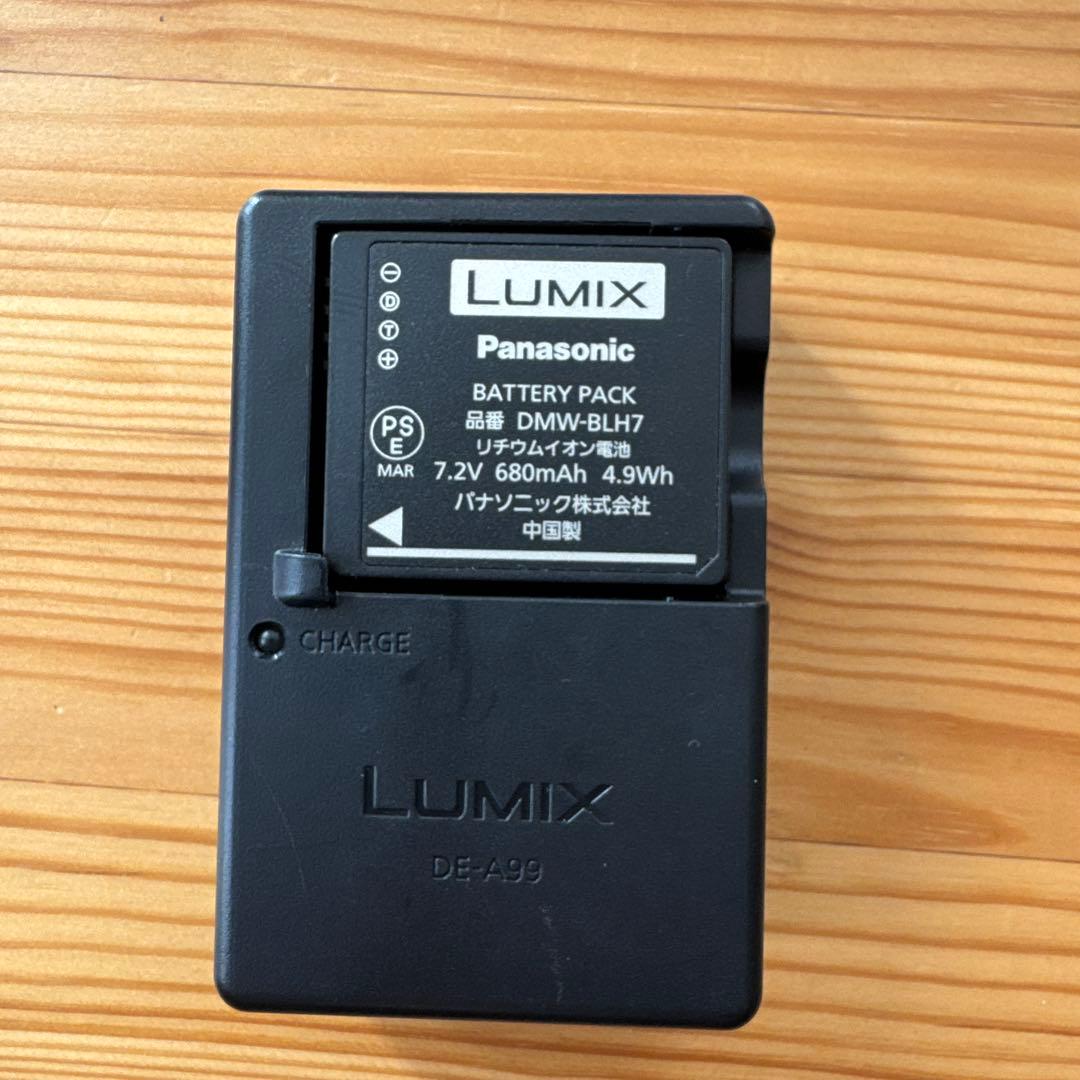 LUMIX
Panasonic
BATTERY PACK
品番 DMW-BLH7
リチウムイオン電池
7.2V 680mAh 4.9Wh
パナソニック株式会社
中国製
⊖
Ⓓ
Ⓣ
⊕
PS
E
MAR
CHARGE
LUMIX
DE-A99